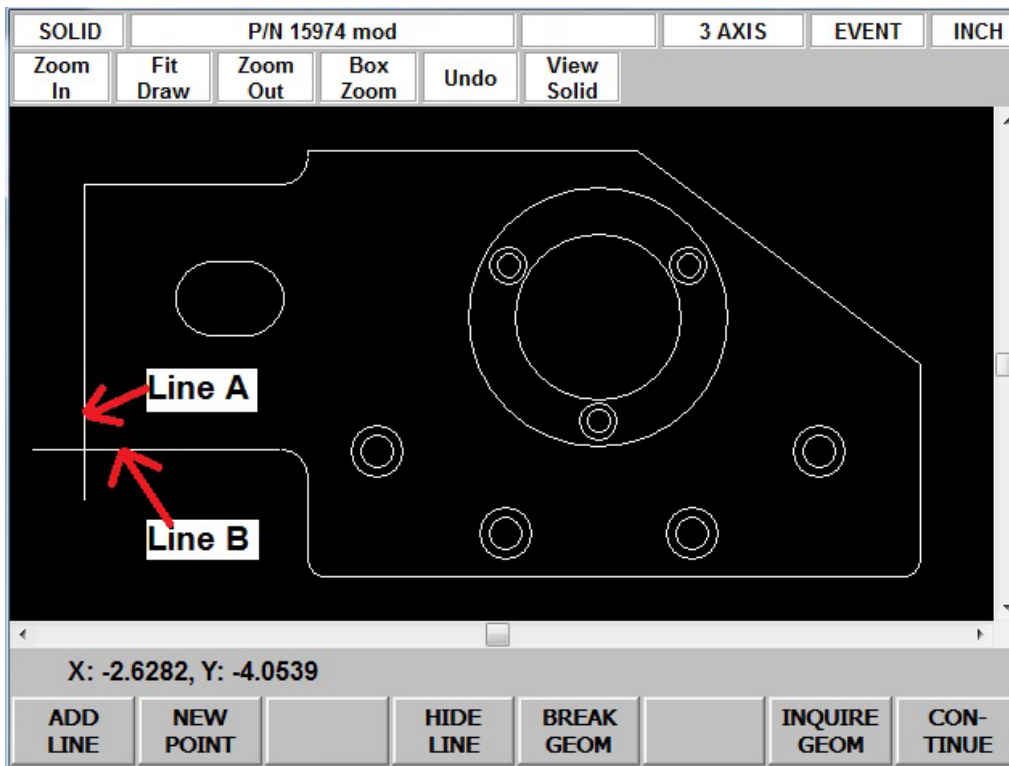 SOLID P/N 15974 mod 3 AXIS EVENT INCH
Zoom In Fit Draw Zoom Out Box Zoom Undo View Solid
Line A
Line B
X: -2.6282, Y: -4.0539
ADD LINE NEW POINT HIDE LINE BREAK GEOM INQUIRE GEOM CON-TINUE